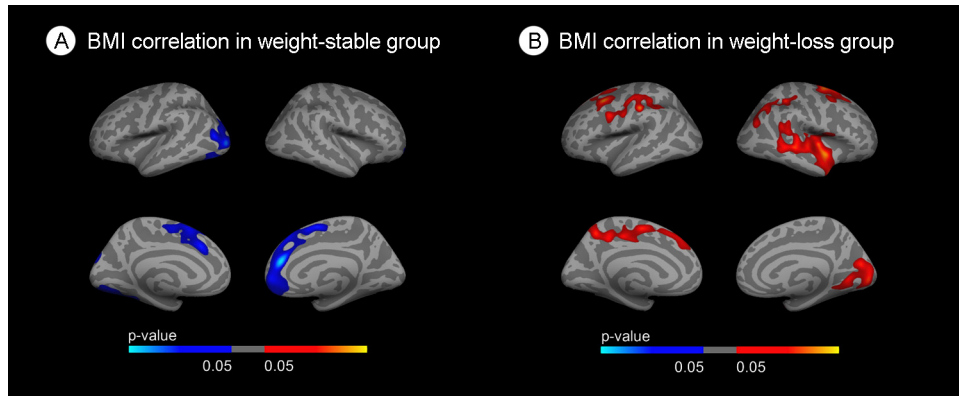 A BMI correlation in weight-stable group
B BMI correlation in weight-loss group
p-value
0.05 0.05
p-value
0.05 0.05